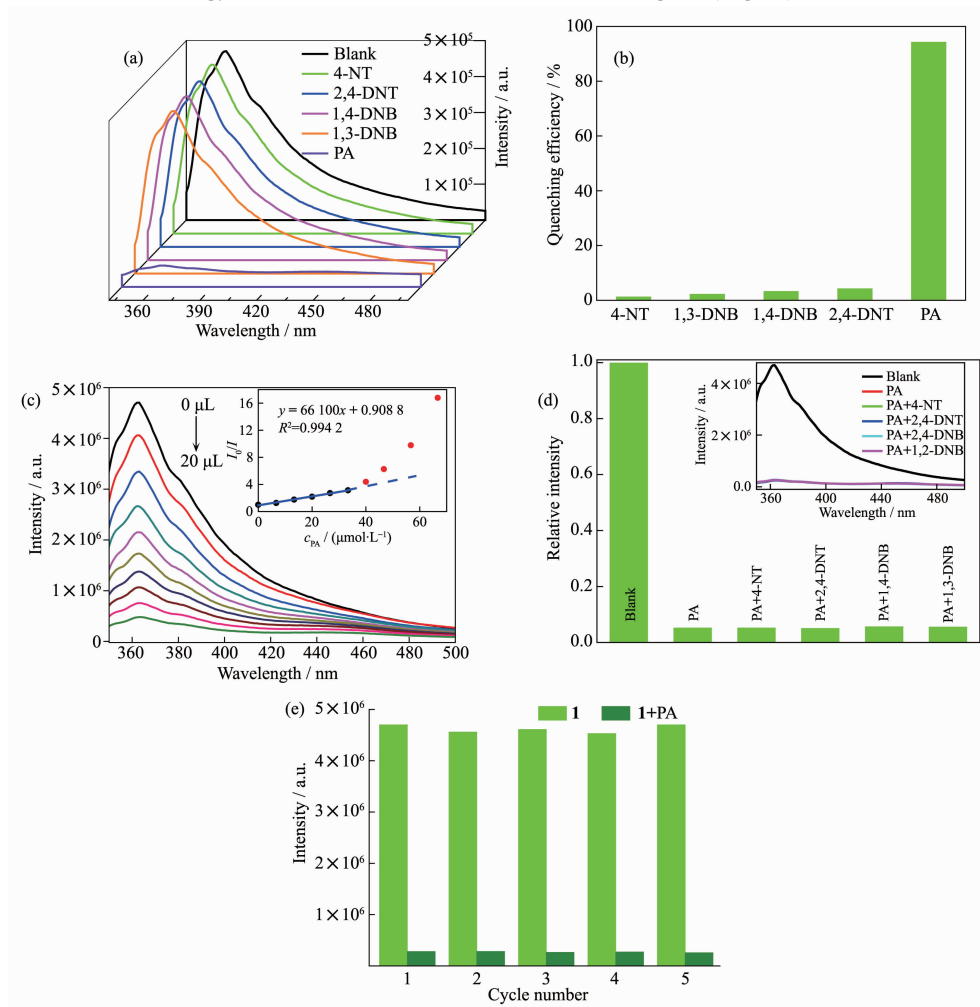 (a)
Blank
4-NT
2,4-DNT
1,4-DNB
1,3-DNB
PA
5×10⁵
4×10⁵
3×10⁵
2×10⁵
1×10⁵
Intensity / a.u.
360 390 420 450 480
Wavelength / nm
(b)
Quenching efficiency / %
100
80
60
40
20
0
4-NT 1,3-DNB 1,4-DNB 2,4-DNT PA
(c)
Intensity / a.u.
5×10⁶
4×10⁶
3×10⁶
2×10⁶
1×10⁶
0
0 μL
20 μL
360 380 400 420 440 460 480 500
Wavelength / nm
I₀/I
16
12
8
4
0
y = 66 100x + 0.908 8
R²=0.994 2
0 20 40 60
c_PA / (μmol·L⁻¹)
(d)
Relative intensity
1.0
0.8
0.6
0.4
0.2
0.0
Blank
PA
PA+4-NT
PA+2,4-DNT
PA+1,4-DNB
PA+1,3-DNB
Intensity / a.u.
4×10⁶
2×10⁶
0.0
Blank
PA
PA+4-NT
PA+2,4-DNT
PA+2,4-DNB
PA+1,2-DNB
360 400 440 480
Wavelength / nm
(e)
1 1+PA
Intensity / a.u.
5×10⁶
4×10⁶
3×10⁶
2×10⁶
1×10⁶
1 2 3 4 5
Cycle number